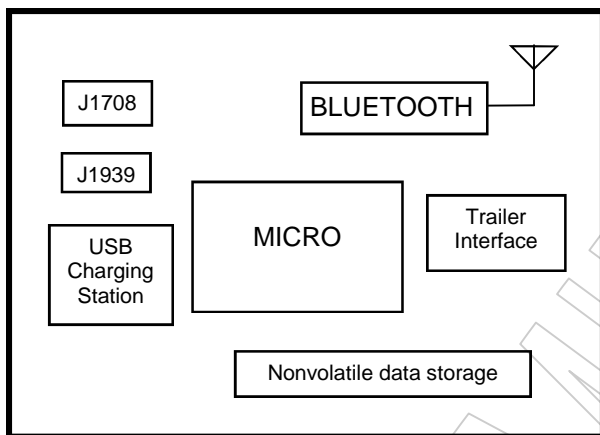 J1708
BLUETOOTH
J1939
MICRO
Trailer
Interface
USB
Charging
Station
Nonvolatile data storage